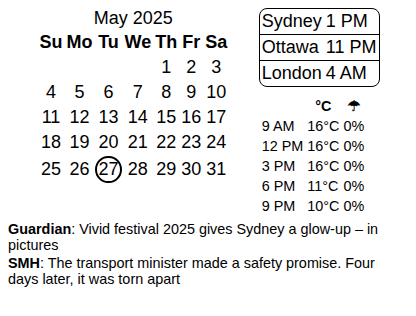 May 2025
Su Mo Tu We Th Fr Sa
1 2 3
4 5 6 7 8 9 10
11 12 13 14 15 16 17
18 19 20 21 22 23 24
25 26 27 28 29 30 31
Sydney 1 PM
Ottawa 11 PM
London 4 AM
°C ☂
9 AM 16°C 0%
12 PM 16°C 0%
3 PM 16°C 0%
6 PM 11°C 0%
9 PM 10°C 0%
Guardian: Vivid festival 2025 gives Sydney a glow-up – in
pictures
SMH: The transport minister made a safety promise. Four
days later, it was torn apart